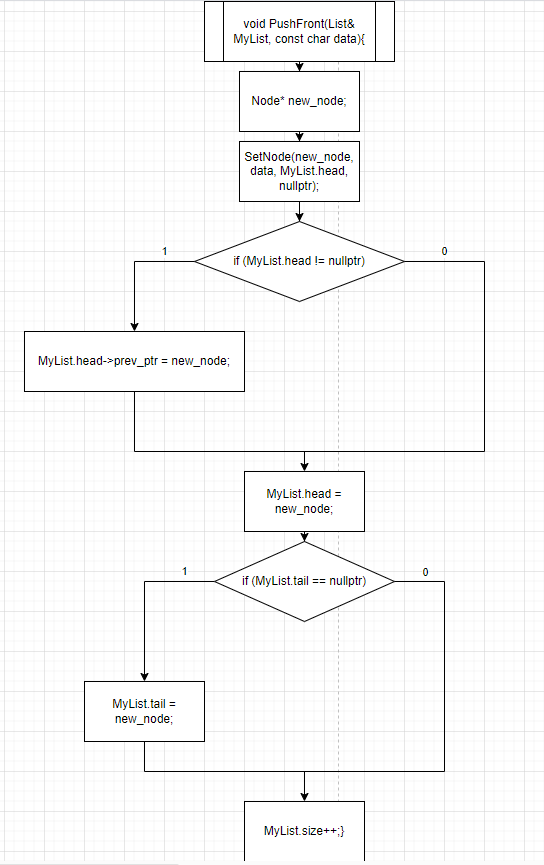 void PushFront(List&
MyList, const char data){
Node* new_node;
SetNode(new_node,
data, MyList.head,
nullptr);
if (MyList.head != nullptr)
1
0
MyList.head->prev_ptr = new_node;
MyList.head =
new_node;
if (MyList.tail == nullptr)
1
0
MyList.tail =
new_node;
MyList.size++;}